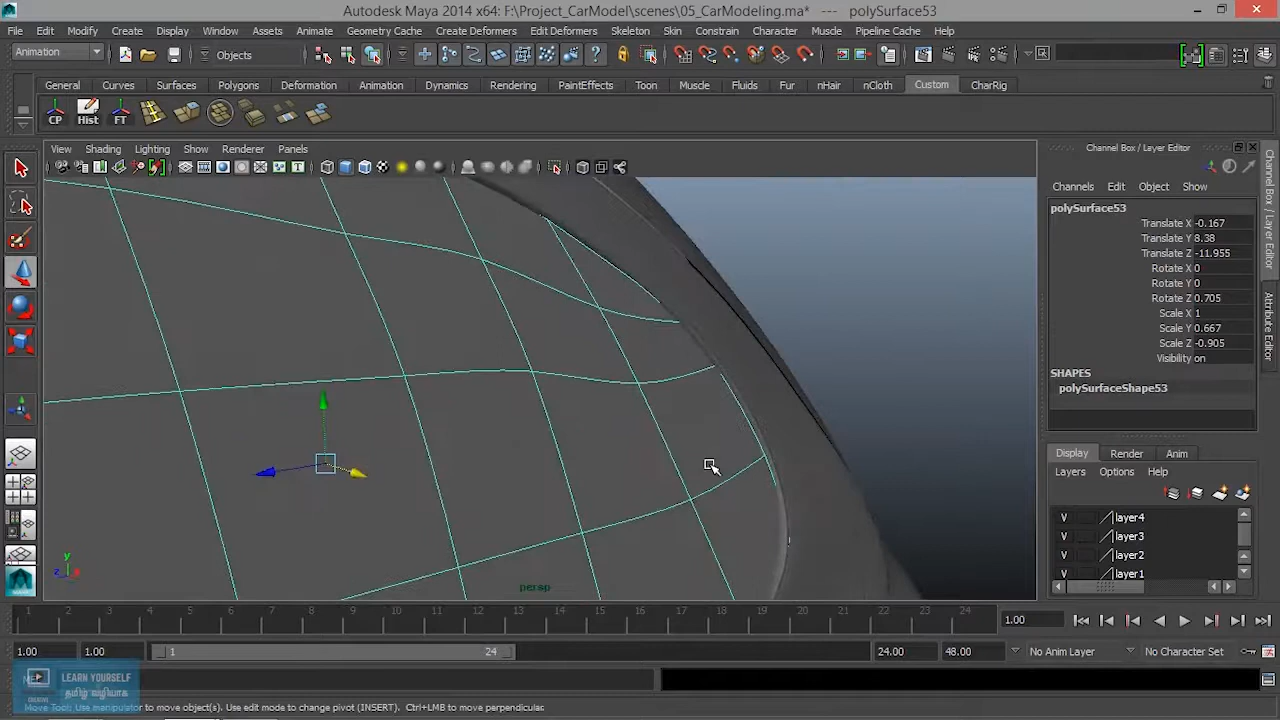 Autodesk Maya 2014 x64: F:\Project_CarModel\scenes\05_CarModeling.ma* --- polySurface53
File Edit Modify Create Display Window Assets Animate Geometry Cache Create Deformers Edit Deformers Skeleton Skin Constrain Character Muscle Pipeline Cache Help
Animation Objects
General Curves Surfaces Polygons Deformation Animation Dynamics Rendering PaintEffects Toon Muscle Fluids Fur nHair nCloth Custom CharRig
CP Hist FT
View Shading Lighting Show Renderer Panels
Channel Box / Layer Editor
Channels Edit Object Show
polySurface53
Translate X -0.167
Translate Y 8.38
Translate Z -11.955
Rotate X 0
Rotate Y 0
Rotate Z 0.705
Scale X 1
Scale Y 0.667
Scale Z -0.905
Visibility on
SHAPES
polySurfaceShape53
Channel Box / Layer Editor
Attribute Editor
Display Render Anim
Layers Options Help
V layer4
V layer3
V layer2
V layer1
y
z x
persp
1 2 3 4 5 6 7 8 9 10 11 12 13 14 15 16 17 18 19 20 21 22 23 24
1.00
1.00 1.00 1 24 24.00 48.00 No Anim Layer No Character Set
LEARN YOURSELF
தமிழ் வழியாக
Move Tool: Use manipulator to move object(s). Use edit mode to change pivot (INSERT). Ctrl+LMB to move perpendicular.